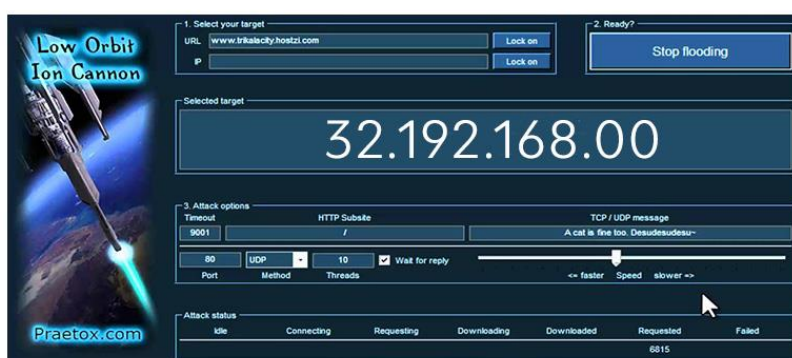 Low Orbit
Ion Cannon
Praetox.com
1. Select your target
URL www.trikalacity.hostzi.com Lock on
IP Lock on
2. Ready?
Stop flooding
Selected target
32.192.168.00
3. Attack options
Timeout HTTP Subsite TCP / UDP message
9001 / A cat is fine too. Desudesudesu~
80 UDP 10 Wait for reply
<= faster Speed slower =>
Port Method Threads
Attack status
Idle Connecting Requesting Downloading Downloaded Requested Failed
6815